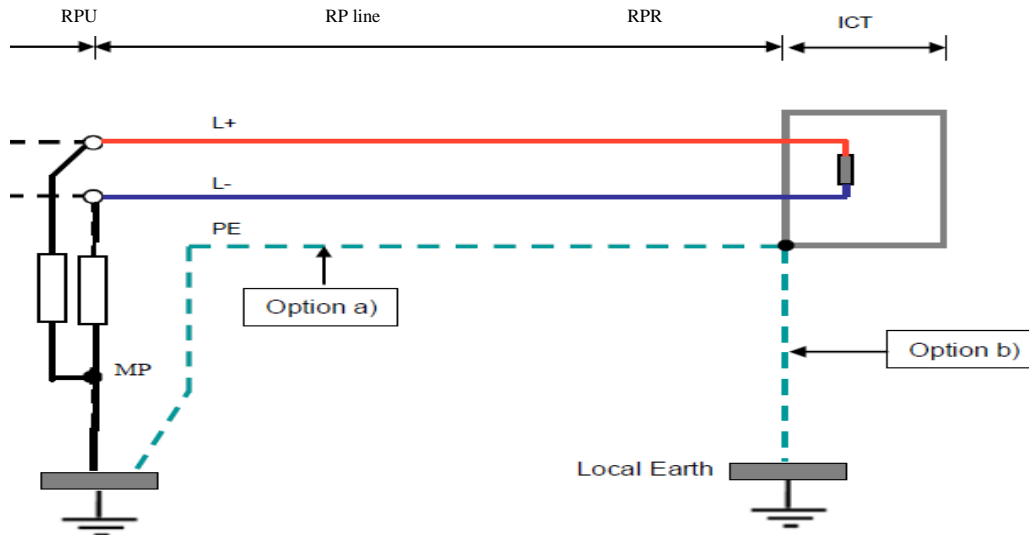 RPU RP line RPR ICT
L+
L-
PE
Option a)
MP
Option b)
Local Earth